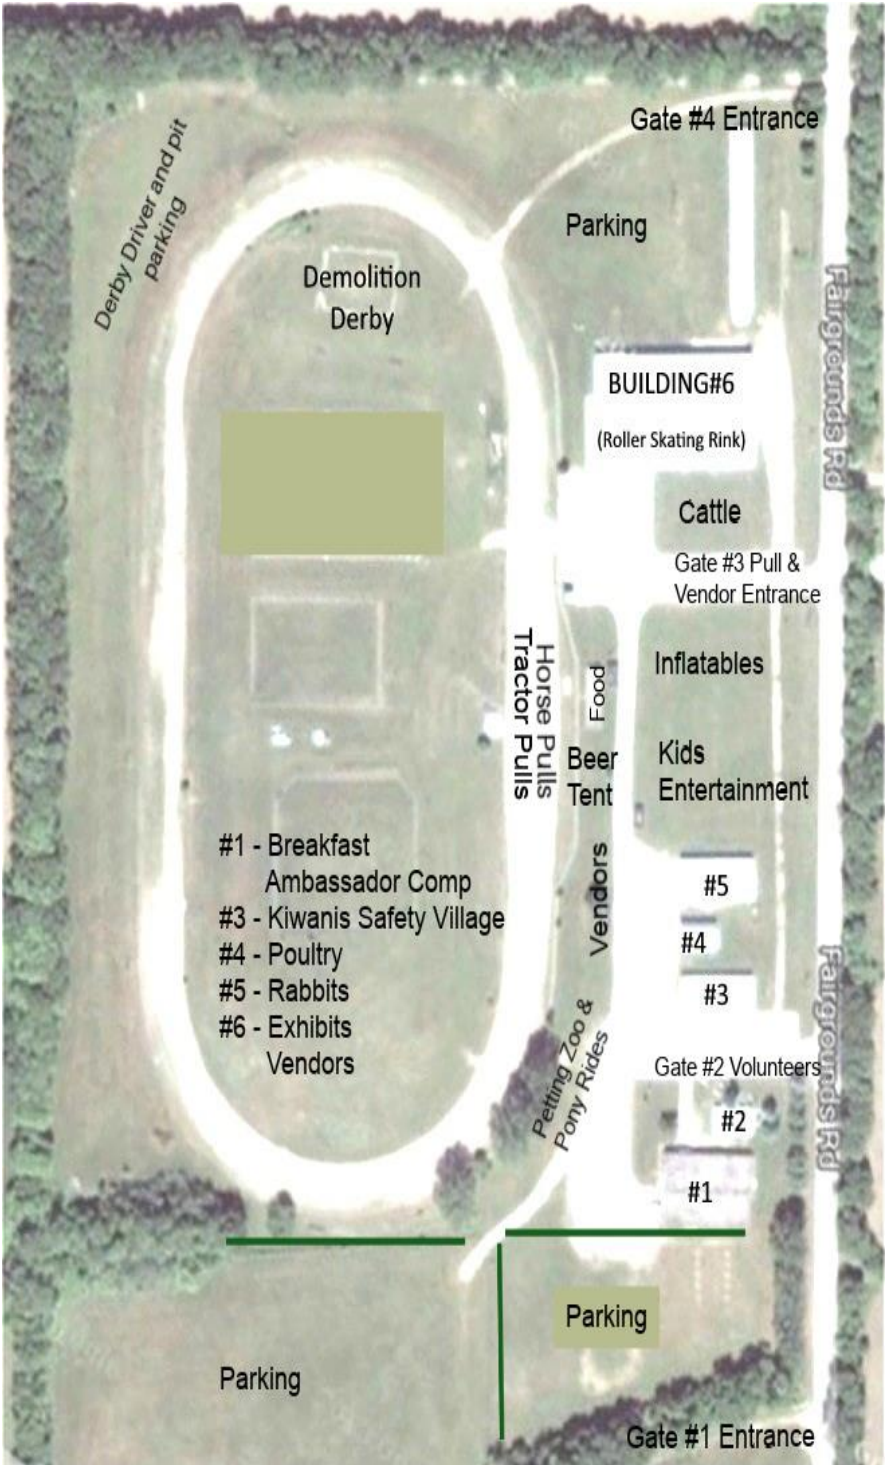 Gate #4 Entrance
Derby Driver and pit
parking
Parking
Demolition
Derby
Fairgrounds Rd
BUILDING#6
(Roller Skating Rink)
Cattle
Gate #3 Pull &
Vendor Entrance
Horse Pulls
Tractor Pulls
Food
Inflatables
Beer
Tent
Kids
Entertainment
Vendors
#1 - Breakfast
Ambassador Comp
#3 - Kiwanis Safety Village
#4 - Poultry
#5 - Rabbits
#6 - Exhibits
Vendors
#5
#4
#3
Fairgrounds Rd
Petting Zoo &
Pony Rides
Gate #2 Volunteers
#2
#1
Parking
Parking
Gate #1 Entrance